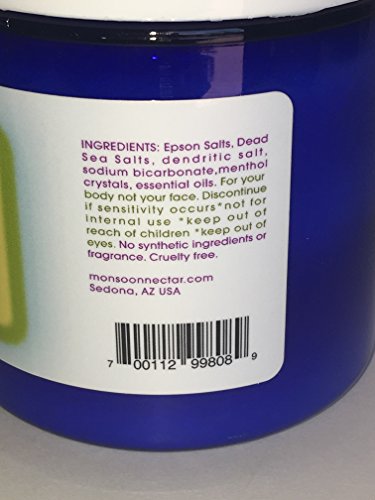 INGREDIENTS: Epson Salts, Dead
Sea Salts, dendritic salt,
sodium bicarbonate, menthol
crystals, essential oils. For your
body not your face. Discontinue
if sensitivity occurs*not for
internal use *keep out of
reach of children *keep out of
eyes. No synthetic ingredients or
fragrance. Cruelty free.
monsoonnectar.com
Sedona, AZ USA
7 00112 99808 9